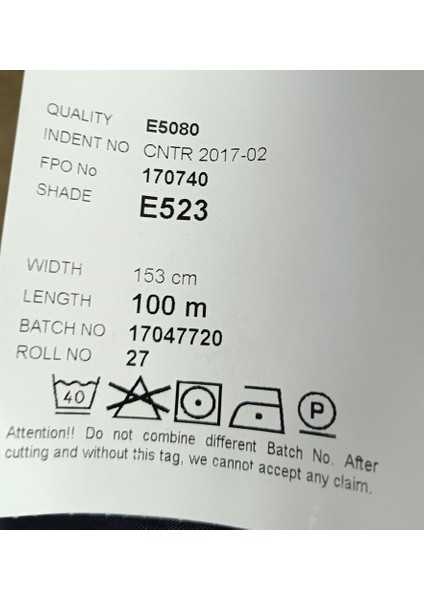 QUALITY E5080
INDENT NO CNTR 2017-02
FPO No 170740
SHADE E523
WIDTH 153 cm
LENGTH 100 m
BATCH NO 17047720
ROLL NO 27
40 P
Attention!! Do not combine different Batch No. After
cutting and without this tag, we cannot accept any claim.